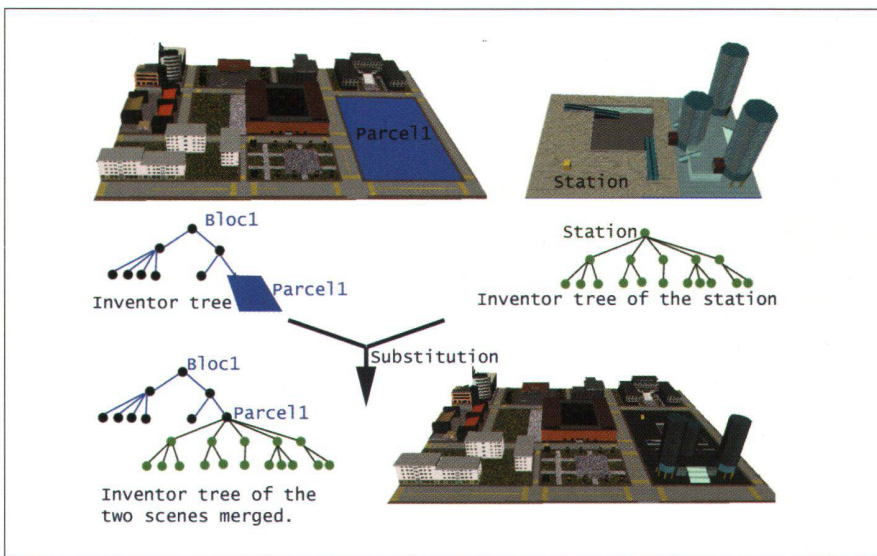 Parcel1
Station
Bloc1
Parcel1
Inventor tree
Station
Inventor tree of the station
Substitution
Bloc1
Parcel1
Inventor tree of the
two scenes merged.